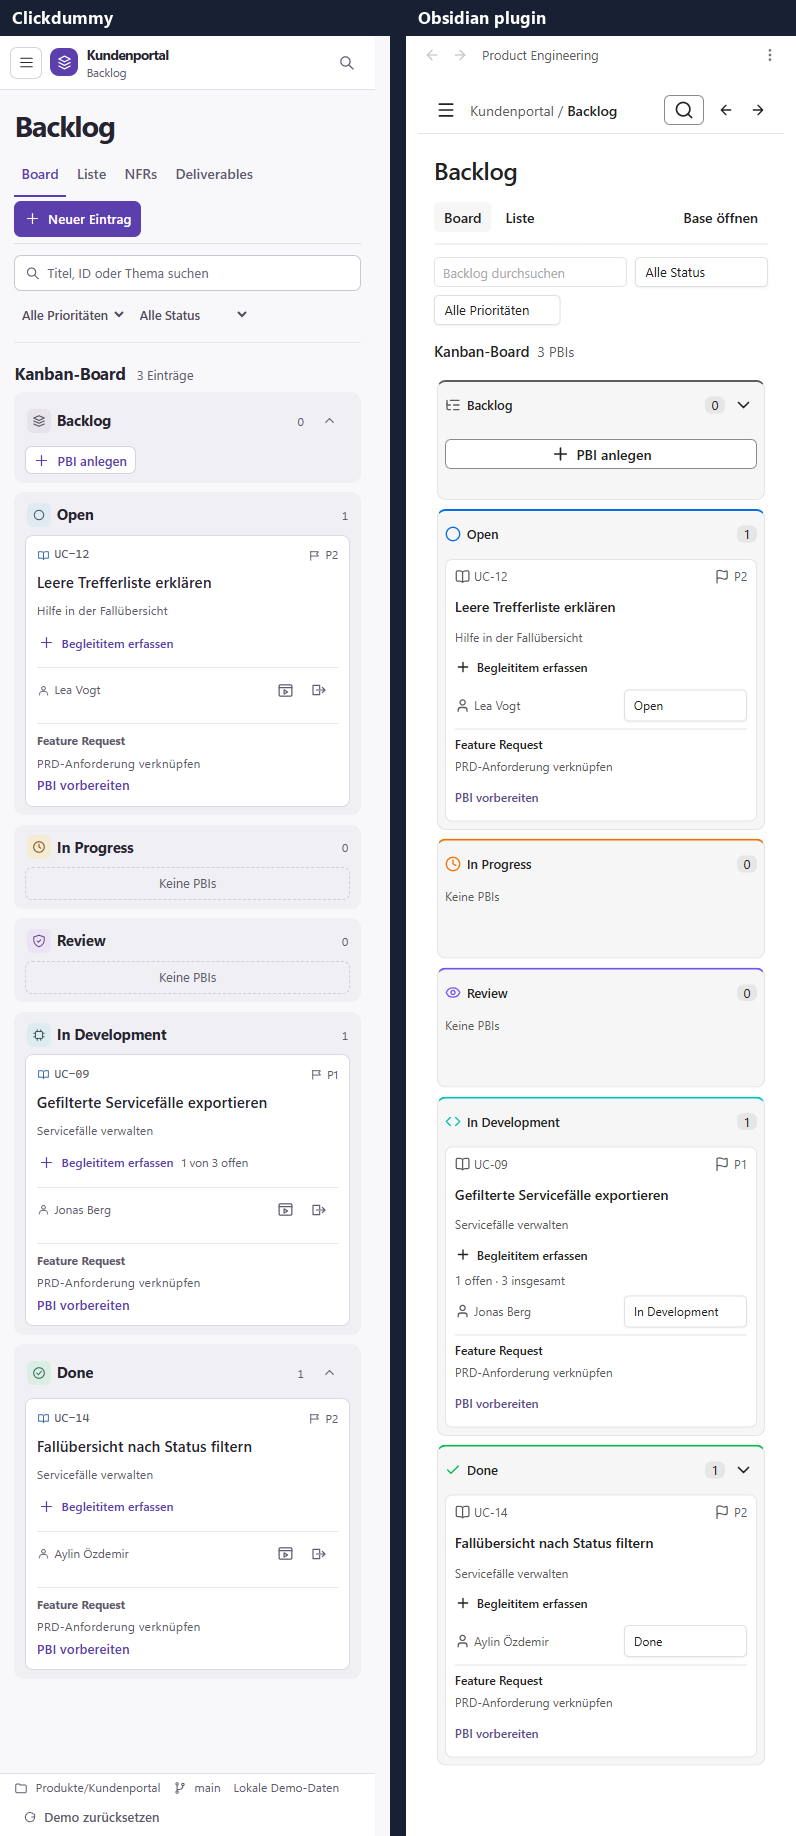 Clickdummy
Kundenportal
Backlog
Backlog
Board Liste NFRs Deliverables
Neuer Eintrag
Titel, ID oder Thema suchen
Alle Prioritäten Alle Status
Kanban-Board 3 Einträge
Backlog 0
PBI anlegen
Open 1
UC-12 P2
Leere Trefferliste erklären
Hilfe in der Fallübersicht
Begleititem erfassen
Lea Vogt
Feature Request
PRD-Anforderung verknüpfen
PBI vorbereiten
In Progress 0
Keine PBIs
Review 0
Keine PBIs
In Development 1
UC-09 P1
Gefilterte Servicefälle exportieren
Servicefälle verwalten
Begleititem erfassen 1 von 3 offen
Jonas Berg
Feature Request
PRD-Anforderung verknüpfen
PBI vorbereiten
Done 1
UC-14 P2
Fallübersicht nach Status filtern
Servicefälle verwalten
Begleititem erfassen
Aylin Özdemir
Feature Request
PRD-Anforderung verknüpfen
PBI vorbereiten
Produkte/Kundenportal main Lokale Demo-Daten
Demo zurücksetzen
Obsidian plugin
Product Engineering
Kundenportal / Backlog
Backlog
Board Liste Base öffnen
Backlog durchsuchen Alle Status
Alle Prioritäten
Kanban-Board 3 PBIs
Backlog 0
PBI anlegen
Open 1
UC-12 P2
Leere Trefferliste erklären
Hilfe in der Fallübersicht
Begleititem erfassen
Lea Vogt Open
Feature Request
PRD-Anforderung verknüpfen
PBI vorbereiten
In Progress 0
Keine PBIs
Review 0
Keine PBIs
In Development 1
UC-09 P1
Gefilterte Servicefälle exportieren
Servicefälle verwalten
Begleititem erfassen
1 offen · 3 insgesamt
Jonas Berg In Development
Feature Request
PRD-Anforderung verknüpfen
PBI vorbereiten
Done 1
UC-14 P2
Fallübersicht nach Status filtern
Servicefälle verwalten
Begleititem erfassen
Aylin Özdemir Done
Feature Request
PRD-Anforderung verknüpfen
PBI vorbereiten